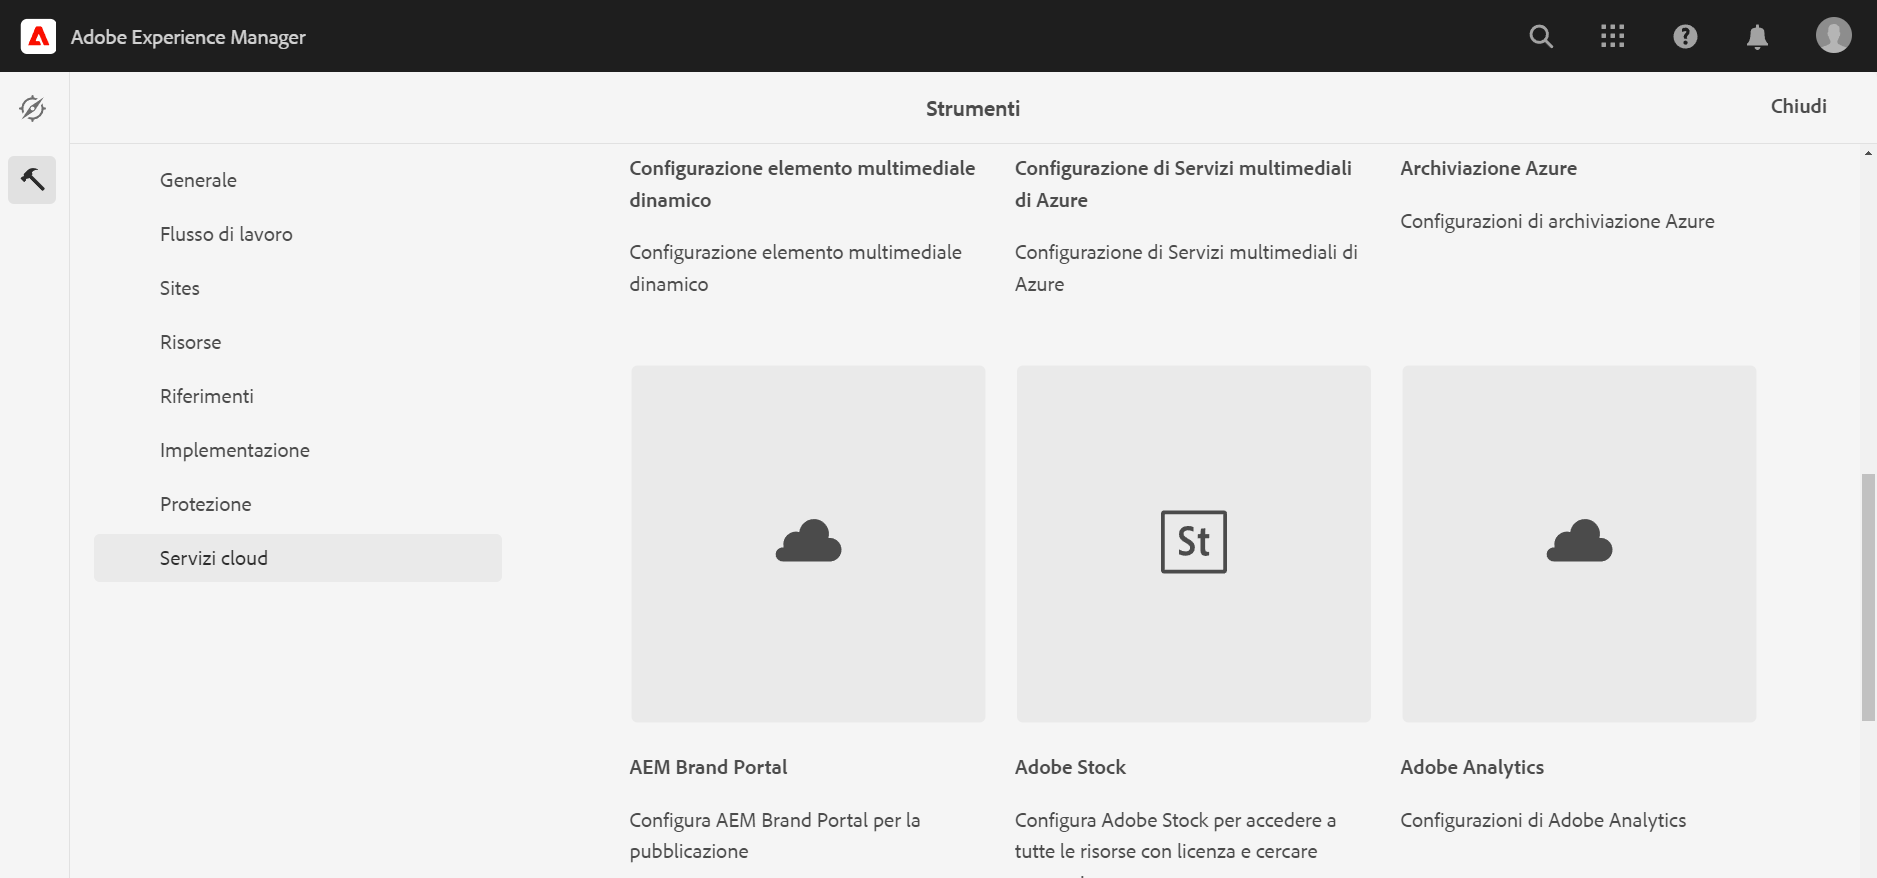 Adobe Experience Manager
Strumenti
Chiudi
Generale
Flusso di lavoro
Sites
Risorse
Riferimenti
Implementazione
Protezione
Servizi cloud
Configurazione elemento multimediale
dinamico
Configurazione elemento multimediale
dinamico
Configurazione di Servizi multimediali
di Azure
Configurazione di Servizi multimediali di
Azure
Archiviazione Azure
Configurazioni di archiviazione Azure
AEM Brand Portal
Configura AEM Brand Portal per la
pubblicazione
St
Adobe Stock
Configura Adobe Stock per accedere a
tutte le risorse con licenza e cercare
Adobe Analytics
Configurazioni di Adobe Analytics